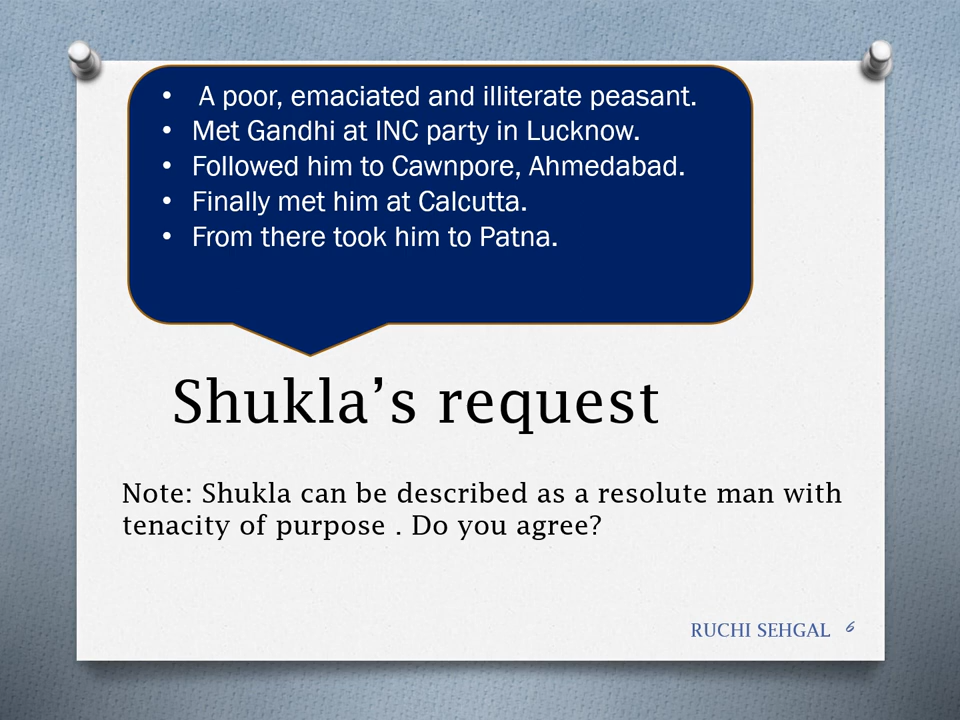 • A poor, emaciated and illiterate peasant.
• Met Gandhi at INC party in Lucknow.
• Followed him to Cawnpore, Ahmedabad.
• Finally met him at Calcutta.
• From there took him to Patna.
Shukla’s request
Note: Shukla can be described as a resolute man with
tenacity of purpose . Do you agree?
RUCHI SEHGAL 6